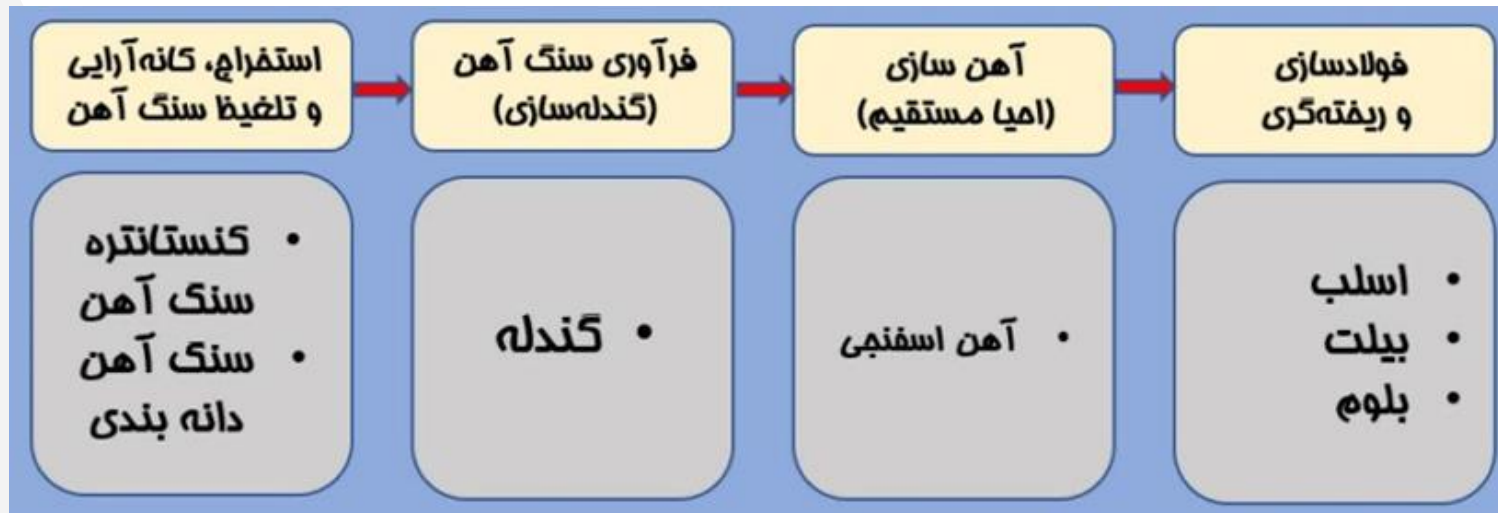 استخراج، کانه‌آرایی
و تلغیظ سنگ آهن
فرآوری سنگ آهن
(گندله‌سازی)
آهن سازی
(احیا مستقیم)
فولادسازی
و ریخته‌گری
• کنستانتره
سنگ آهن
• سنگ آهن
دانه بندی
• گندله
• آهن اسفنجی
• اسلب
• بیلت
• بلوم